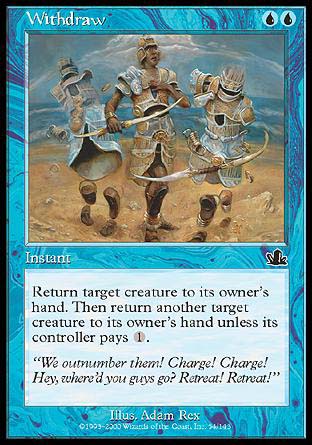 Withdraw
Instant
Return target creature to its owner's
hand. Then return another target
creature to its owner's hand unless its
controller pays 1.
"We outnumber them! Charge! Charge!
Hey, where'd you guys go? Retreat! Retreat!"
Illus. Adam Rex
©1993-2000 Wizards of the Coast, Inc. 54/143